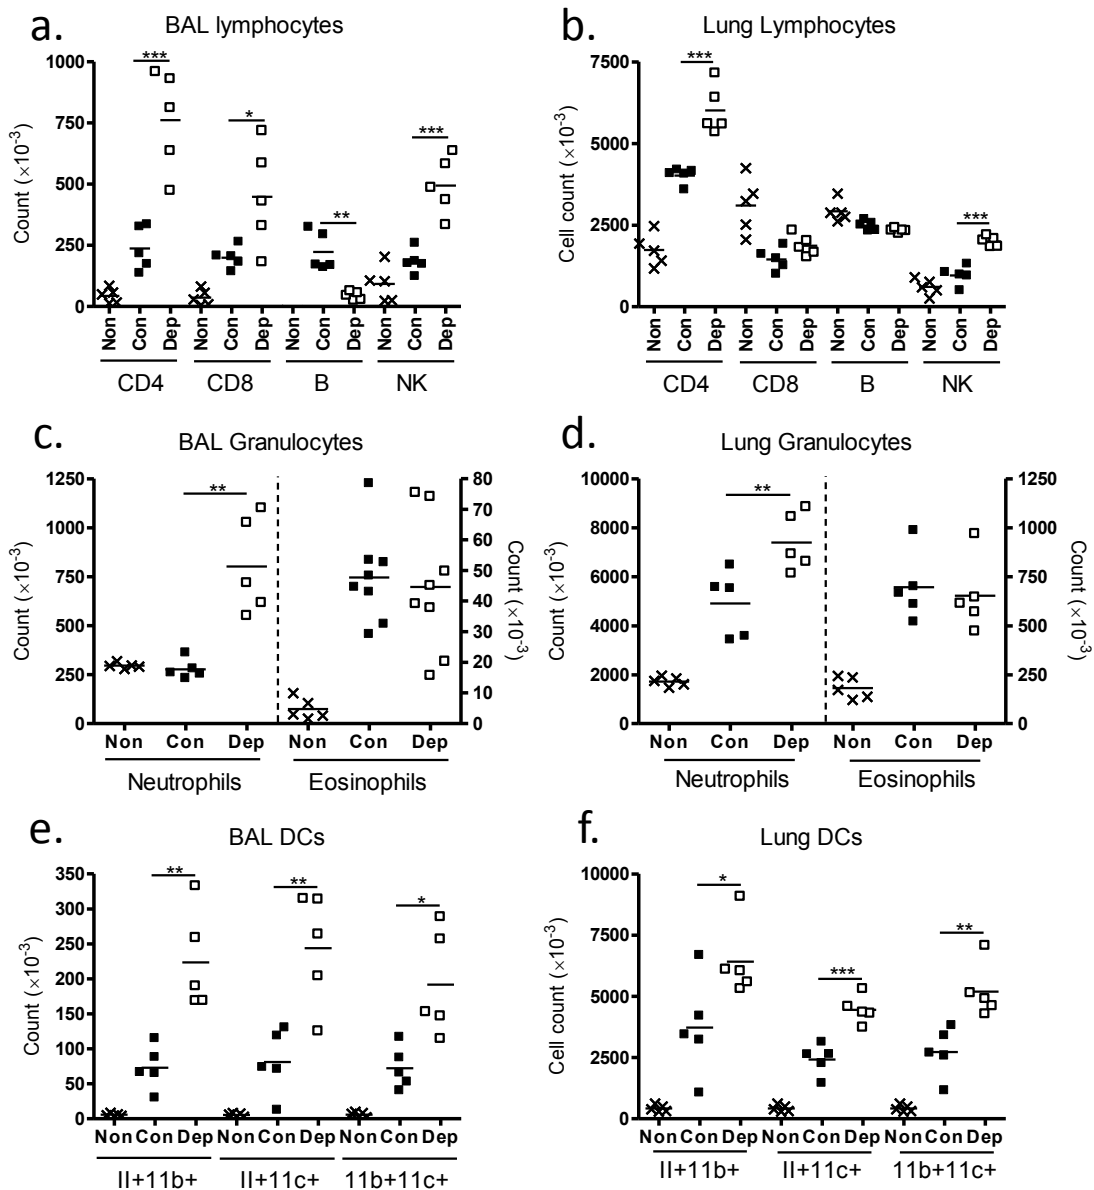 a.
BAL lymphocytes
Count (×10⁻³)
1000
750
500
250
0
***
*
**
***
Non Con Dep Non Con Dep Non Con Dep Non Con Dep
CD4 CD8 B NK
b.
Lung Lymphocytes
Cell count (×10⁻³)
7500
5000
2500
0
***
***
Non Con Dep Non Con Dep Non Con Dep Non Con Dep
CD4 CD8 B NK
c.
BAL Granulocytes
Count (×10⁻³)
1250
1000
750
500
250
0
**
80
70
60
50
40
30
20
10
0
Count (×10⁻³)
Non Con Dep Non Con Dep
Neutrophils Eosinophils
d.
Lung Granulocytes
Count (×10⁻³)
10000
8000
6000
4000
2000
0
**
1250
1000
750
500
250
0
Count (×10⁻³)
Non Con Dep Non Con Dep
Neutrophils Eosinophils
e.
BAL DCs
Count (×10⁻³)
350
300
250
200
150
100
50
0
**
**
*
Non Con Dep Non Con Dep Non Con Dep
II+11b+ II+11c+ 11b+11c+
f.
Lung DCs
Cell count (×10⁻³)
10000
7500
5000
2500
0
*
***
**
Non Con Dep Non Con Dep Non Con Dep
II+11b+ II+11c+ 11b+11c+